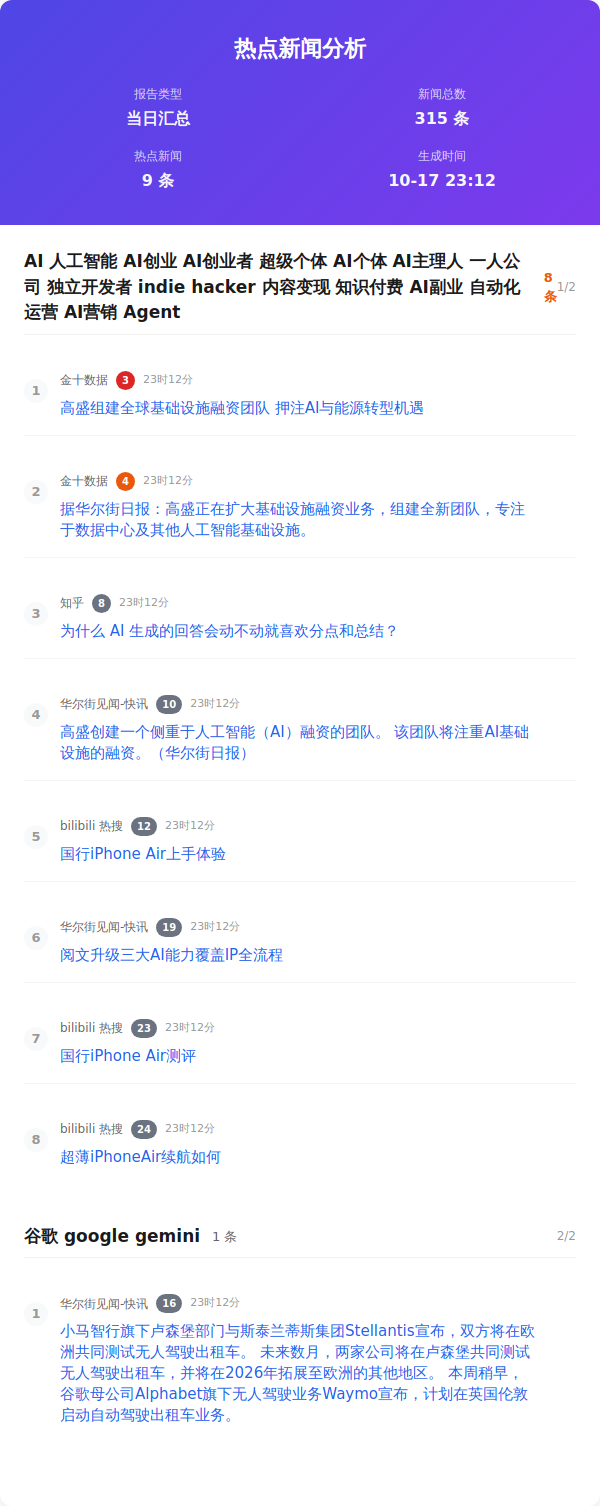 热点新闻分析
报告类型
新闻总数
当日汇总
315 条
热点新闻
生成时间
9 条
10-17 23:12
AI 人工智能 AI创业 AI创业者 超级个体 AI个体 AI主理人 一人公
司 独立开发者 indie hacker 内容变现 知识付费 AI副业 自动化
运营 AI营销 Agent
8
条
1/2
1
金十数据 3 23时12分
高盛组建全球基础设施融资团队 押注AI与能源转型机遇
2
金十数据 4 23时12分
据华尔街日报：高盛正在扩大基础设施融资业务，组建全新团队，专注
于数据中心及其他人工智能基础设施。
3
知乎 8 23时12分
为什么 AI 生成的回答会动不动就喜欢分点和总结？
4
华尔街见闻-快讯 10 23时12分
高盛创建一个侧重于人工智能（AI）融资的团队。 该团队将注重AI基础
设施的融资。（华尔街日报）
5
bilibili 热搜 12 23时12分
国行iPhone Air上手体验
6
华尔街见闻-快讯 19 23时12分
阅文升级三大AI能力覆盖IP全流程
7
bilibili 热搜 23 23时12分
国行iPhone Air测评
8
bilibili 热搜 24 23时12分
超薄iPhoneAir续航如何
谷歌 google gemini 1 条 2/2
1
华尔街见闻-快讯 16 23时12分
小马智行旗下卢森堡部门与斯泰兰蒂斯集团Stellantis宣布，双方将在欧
洲共同测试无人驾驶出租车。 未来数月，两家公司将在卢森堡共同测试
无人驾驶出租车，并将在2026年拓展至欧洲的其他地区。 本周稍早，
谷歌母公司Alphabet旗下无人驾驶业务Waymo宣布，计划在英国伦敦
启动自动驾驶出租车业务。